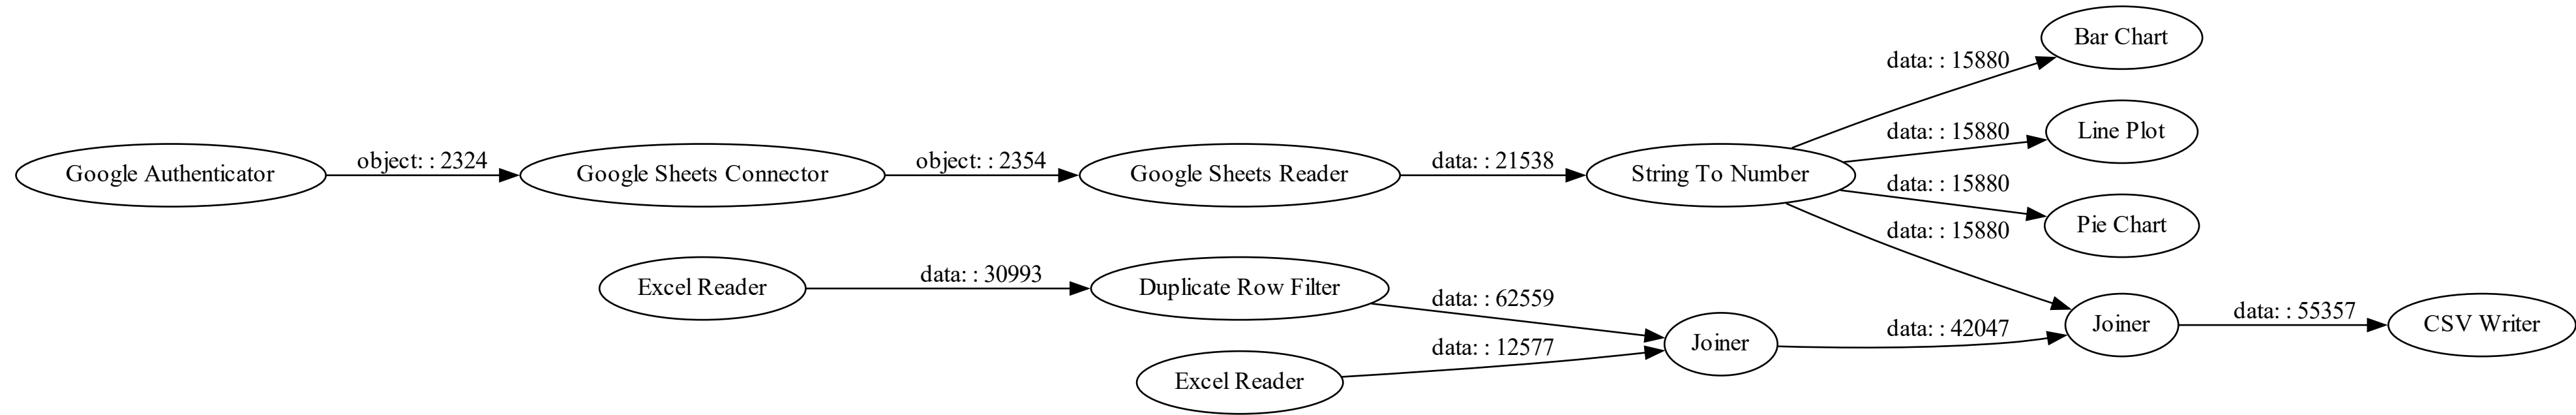 Bar Chart
data: : 15880
Line Plot
data: : 15880
Google Authenticator
object: : 2324
Google Sheets Connector
object: : 2354
Google Sheets Reader
data: : 21538
String To Number
data: : 15880
Pie Chart
data: : 15880
Excel Reader
data: : 30993
Duplicate Row Filter
data: : 62559
Joiner
data: : 42047
Joiner
data: : 55357
CSV Writer
data: : 12577
Excel Reader